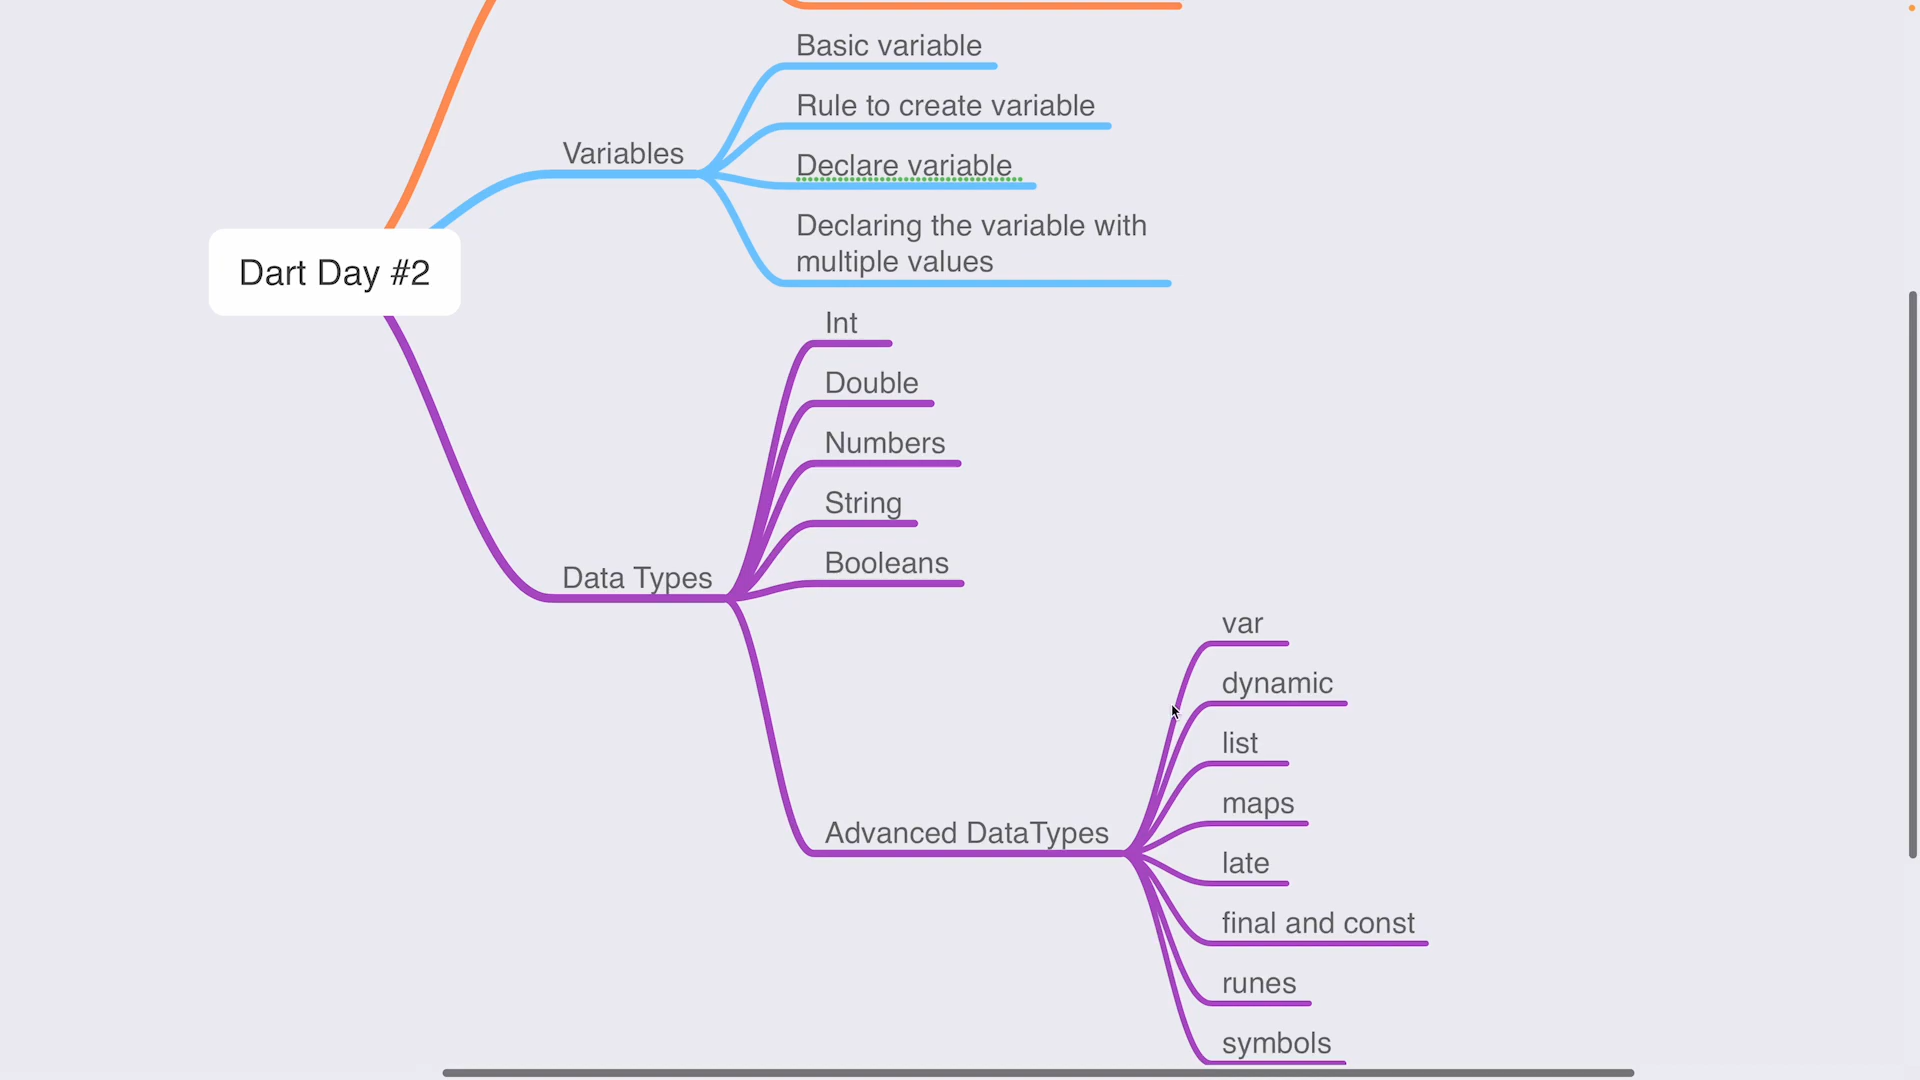 Basic variable
Rule to create variable
Variables
Declare variable
Declaring the variable with
multiple values
Dart Day #2
Int
Double
Numbers
String
Booleans
Data Types
var
dynamic
list
maps
Advanced DataTypes
late
final and const
runes
symbols